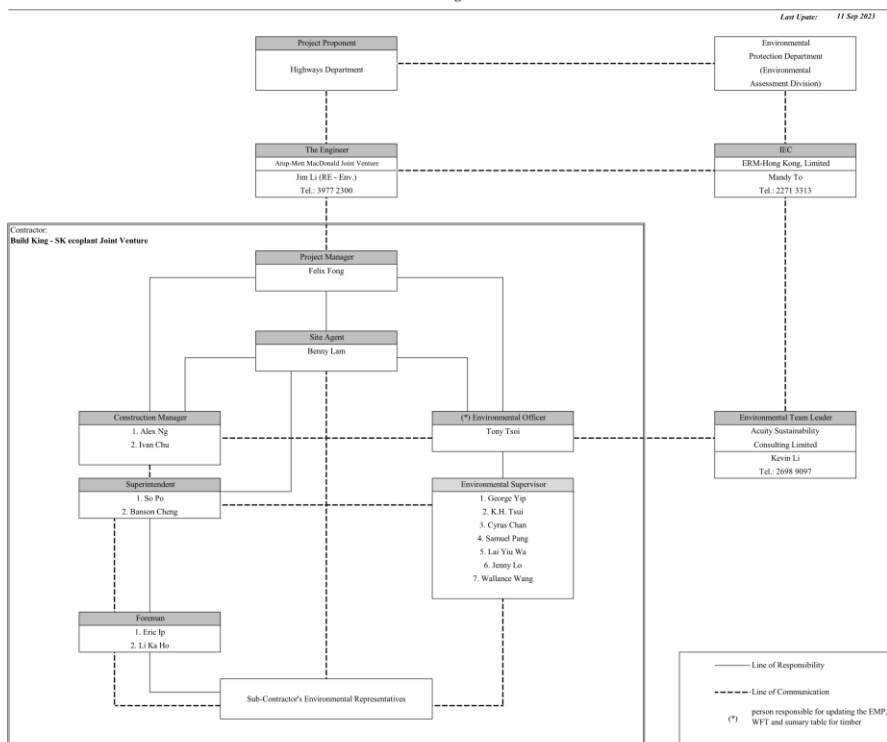 Last Upate: 11 Sep 2023
Project Proponent
Highways Department
Environmental
Protection Department
(Environmental
Assessment Division)
The Engineer
Arup-Mott MacDonald Joint Venture
Jim Li (RE - Env.)
Tel.: 3977 2300
IEC
ERM-Hong Kong, Limited
Mandy To
Tel.: 2271 3313
Contractor:
Build King - SK ecoplant Joint Venture
Project Manager
Felix Fong
Site Agent
Benny Lam
Construction Manager
1. Alex Ng
2. Ivan Chu
(*) Environmental Officer
Tony Tsoi
Environmental Team Leader
Acuity Sustainability
Consulting Limited
Kevin Li
Tel.: 2698 9097
Superintendent
1. So Po
2. Banson Cheng
Environmental Supervisor
1. George Yip
2. K.H. Tsui
3. Cyrus Chan
4. Samuel Pang
5. Lai Yiu Wa
6. Jenny Lo
7. Wallance Wang
Foreman
1. Eric Ip
2. Li Ka Ho
Sub-Contractor's Environmental Representatives
Line of Responsibility
Line of Communication
(*) person responsible for updating the EMP,
WFT and sumary table for timber